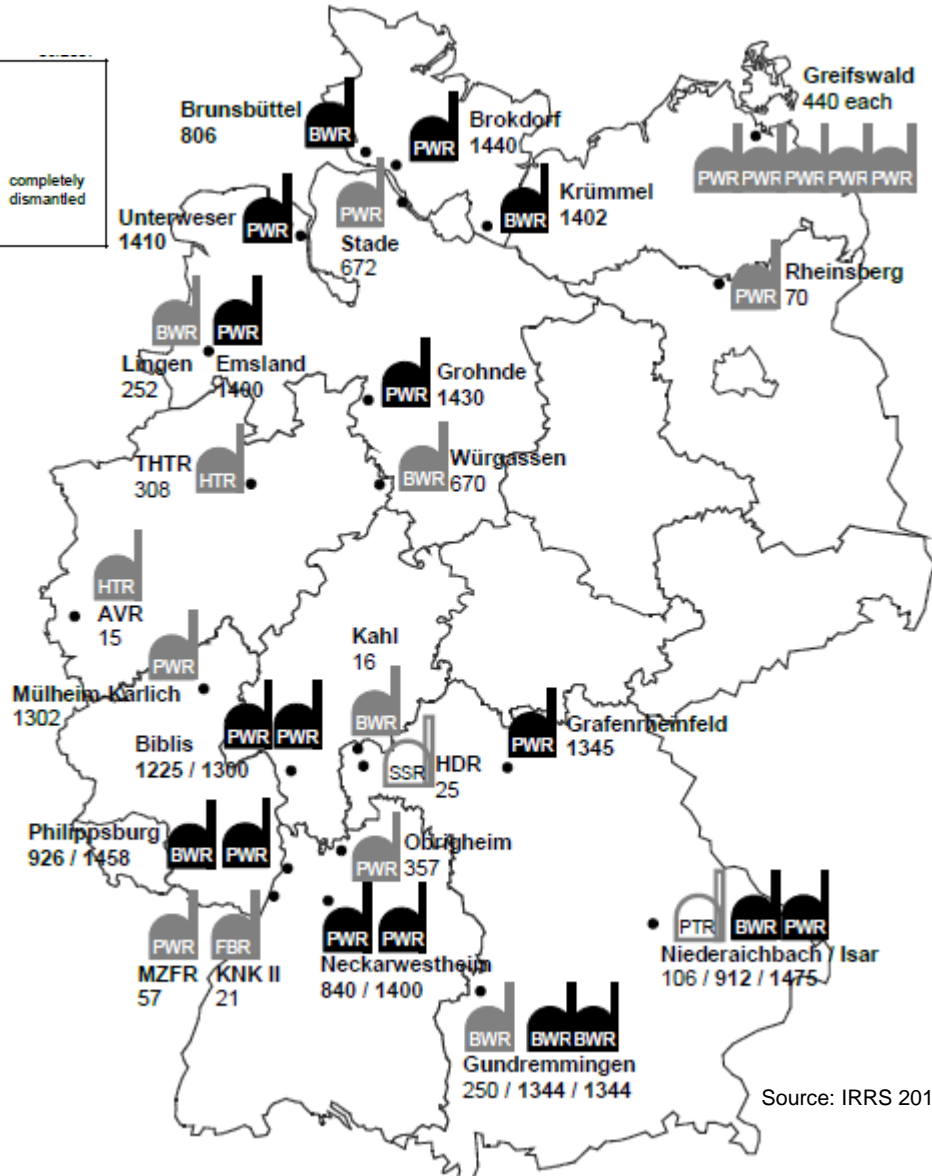 completely
dismantled
Brunsbüttel
806
BWR
PWR
Brokdorf
1440
Greifswald
440 each
PWR PWR PWR PWR PWR
Unterweser
1410
PWR
PWR
Stade
672
BWR
Krümmel
1402
PWR
Rheinsberg
70
BWR
PWR
Lingen
252
Emsland
1400
PWR
Grohnde
1430
THTR
308
HTR
BWR
Würgassen
670
HTR
AVR
15
PWR
Mülheim-Kärlich
1302
Kahl
16
BWR
PWR PWR
Biblis
1225 / 1300
SSR
HDR
25
PWR
Grafenrheinfeld
1345
Philippsburg
926 / 1458
BWR PWR
PWR
Obrigheim
357
PWR FBR
MZFR
57
KNK II
21
PWR PWR
Neckarwestheim
840 / 1400
PTR BWR PWR
Niederaichbach / Isar
106 / 912 / 1475
BWR BWR BWR
Gundremmingen
250 / 1344 / 1344
Source: IRRS 201